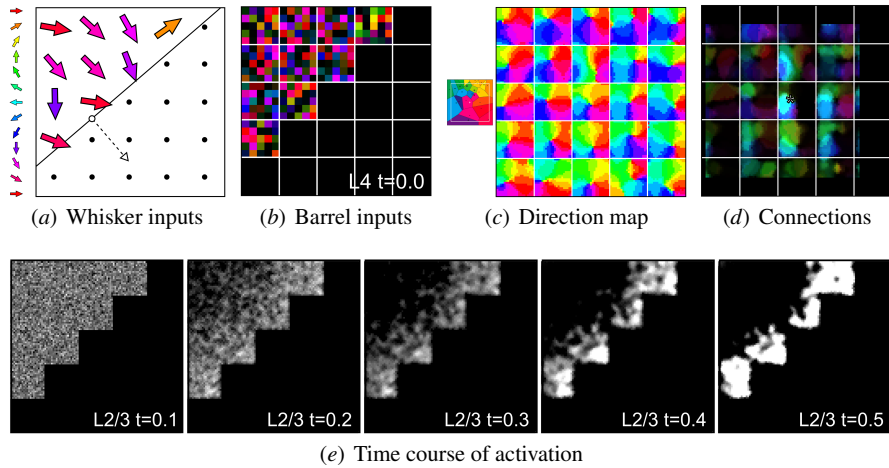 L4 t=0.0
(a) Whisker inputs
(b) Barrel inputs
(c) Direction map
(d) Connections
L2/3 t=0.1
L2/3 t=0.2
L2/3 t=0.3
L2/3 t=0.4
L2/3 t=0.5
(e) Time course of activation